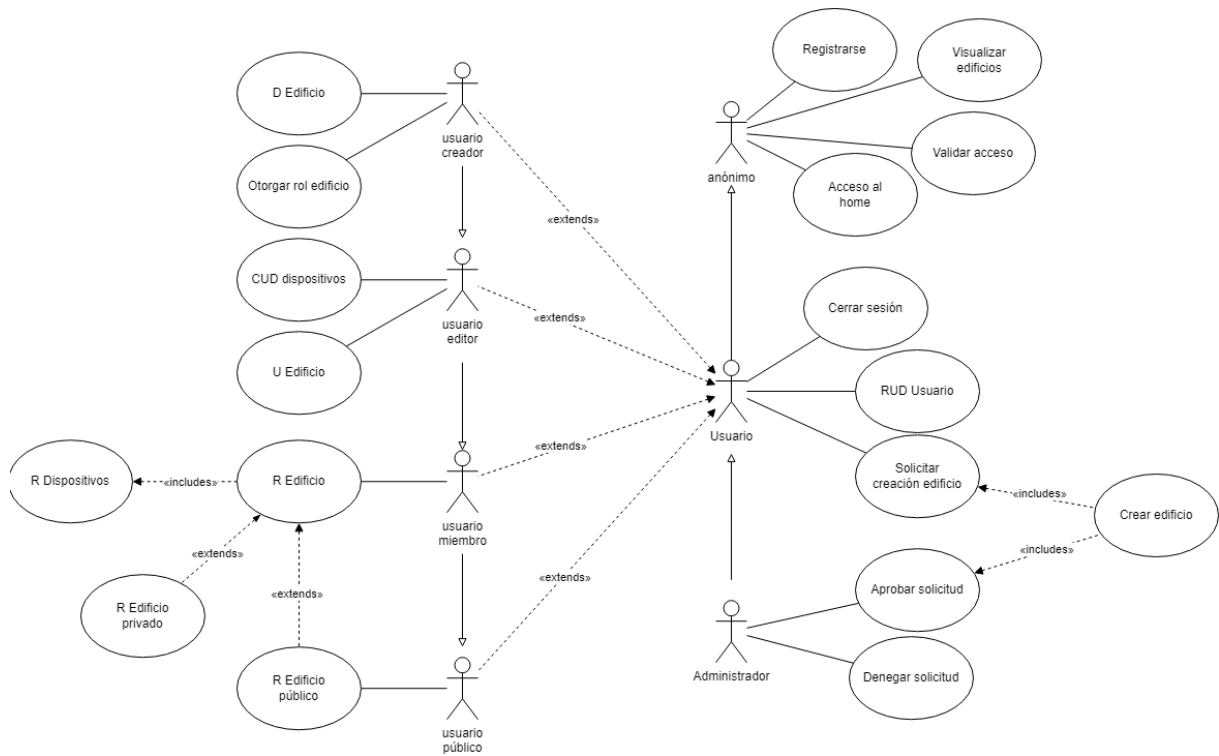 Registrarse
Visualizar
edificios
D Edificio
usuario
creador
Validar acceso
anónimo
Otorgar rol edificio
Acceso al
home
«extends»
CUD dispositivos
Cerrar sesión
usuario
editor
«extends»
U Edificio
RUD Usuario
Usuario
«extends»
R Dispositivos
«includes»
R Edificio
Solicitar
creación edificio
«includes»
Crear edificio
usuario
miembro
«extends»
«includes»
«extends»
«extends»
R Edificio
privado
Aprobar solicitud
Administrador
Denegar solicitud
R Edificio
público
usuario
público